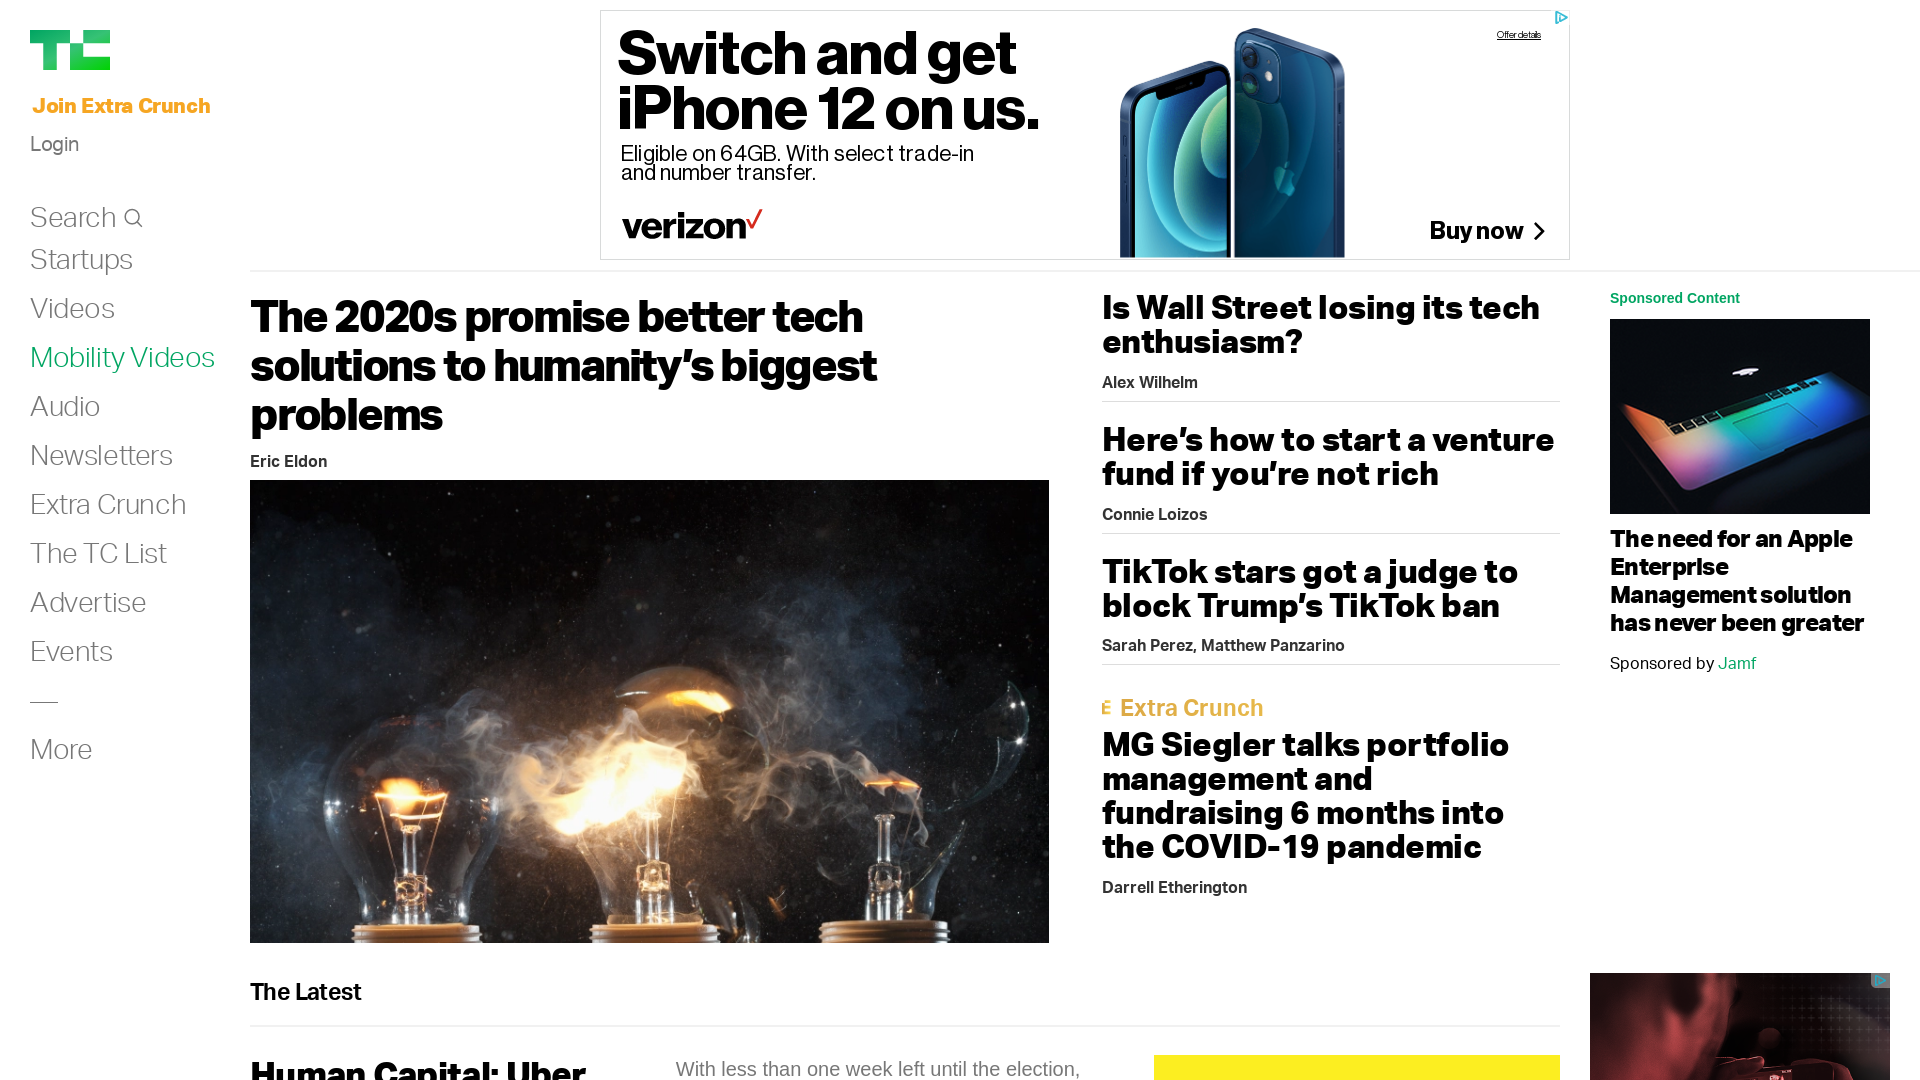 TC
Join Extra Crunch
Login
Search
Startups
Videos
Mobility Videos
Audio
Newsletters
Extra Crunch
The TC List
Advertise
Events
—
More
Switch and get
iPhone 12 on us.
Eligible on 64GB. With select trade-in
and number transfer.
verizon
Offer details
Buy now
The 2020s promise better tech
solutions to humanity’s biggest
problems
Eric Eldon
Is Wall Street losing its tech
enthusiasm?
Alex Wilhelm
Here’s how to start a venture
fund if you’re not rich
Connie Loizos
TikTok stars got a judge to
block Trump’s TikTok ban
Sarah Perez, Matthew Panzarino
Extra Crunch
MG Siegler talks portfolio
management and
fundraising 6 months into
the COVID-19 pandemic
Darrell Etherington
Sponsored Content
The need for an Apple
Enterprise
Management solution
has never been greater
Sponsored by Jamf
The Latest
Human Capital: Uber
With less than one week left until the election,